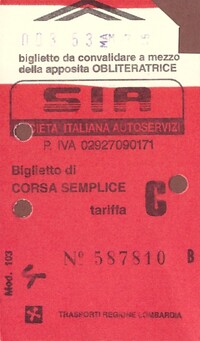 biglietto da convalidare a mezzo
della apposita OBLITERATRICE
SIA
SOCIETÀ ITALIANA AUTOSERVIZI
P. IVA 02927090171
Biglietto di
CORSA SEMPLICE
tariffa C
Nº 587810 B
Mod. 103
TRASPORTI REGIONE LOMBARDIA